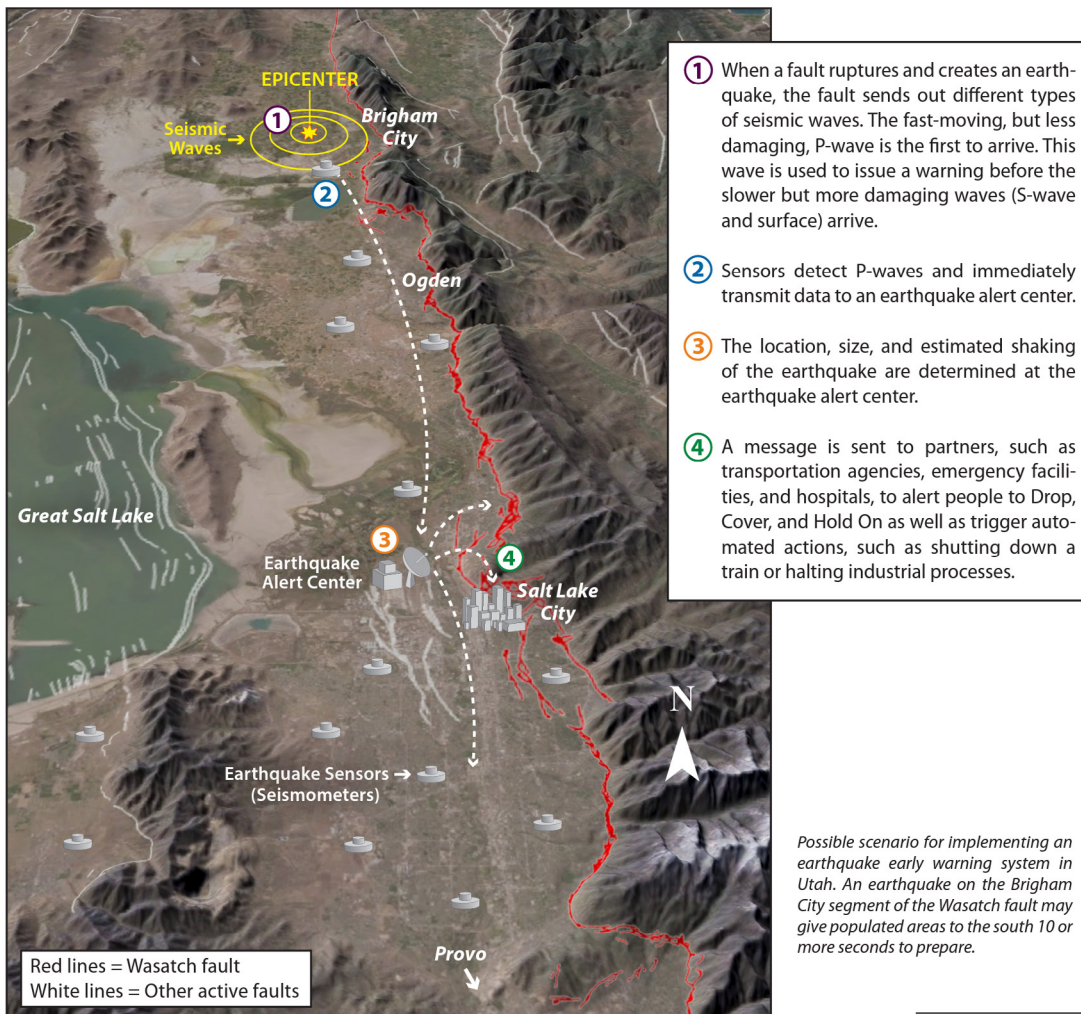 EPICENTER
1
Seismic
Waves
Brigham
City
2
Ogden
Great Salt Lake
3
Earthquake
Alert Center
4
Salt Lake
City
N
Earthquake Sensors
(Seismometers)
Provo
Red lines = Wasatch fault
White lines = Other active faults
1 When a fault ruptures and creates an earth-
quake, the fault sends out different types
of seismic waves. The fast-moving, but less
damaging, P-wave is the first to arrive. This
wave is used to issue a warning before the
slower but more damaging waves (S-wave
and surface) arrive.
2 Sensors detect P-waves and immediately
transmit data to an earthquake alert center.
3 The location, size, and estimated shaking
of the earthquake are determined at the
earthquake alert center.
4 A message is sent to partners, such as
transportation agencies, emergency facili-
ties, and hospitals, to alert people to Drop,
Cover, and Hold On as well as trigger auto-
mated actions, such as shutting down a
train or halting industrial processes.
Possible scenario for implementing an
earthquake early warning system in
Utah. An earthquake on the Brigham
City segment of the Wasatch fault may
give populated areas to the south 10 or
more seconds to prepare.